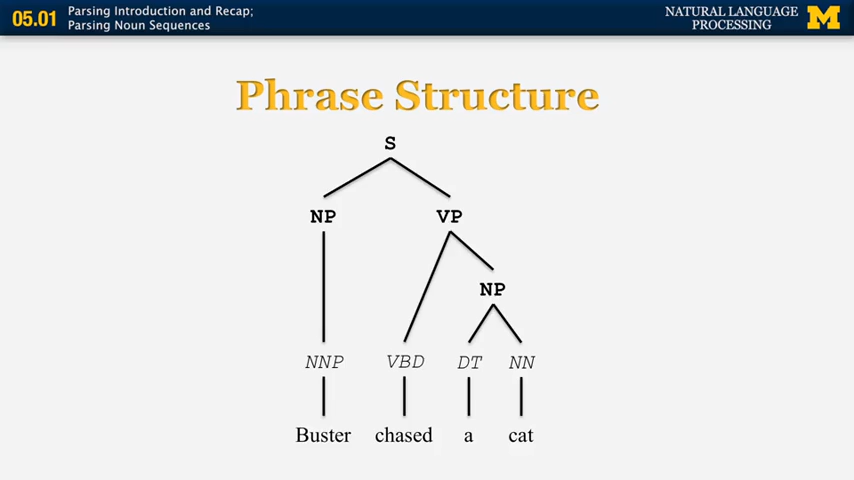 05.01
Parsing Introduction and Recap;
Parsing Noun Sequences
NATURAL LANGUAGE
PROCESSING
M
Phrase Structure
S
NP VP
NP
NNP VBD DT NN
Buster chased a cat